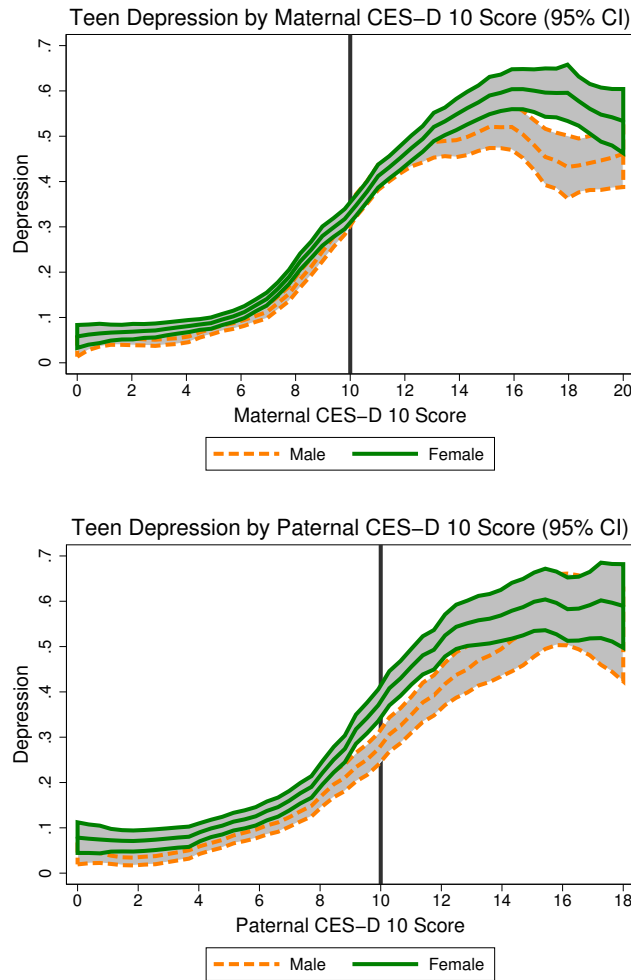 Teen Depression by Maternal CES−D 10 Score (95% CI)
Depression
.7
.6
.5
.4
.3
.2
.1
0
0 2 4 6 8 10 12 14 16 18 20
Maternal CES−D 10 Score
Male Female
Teen Depression by Paternal CES−D 10 Score (95% CI)
Depression
.7
.6
.5
.4
.3
.2
.1
0
0 2 4 6 8 10 12 14 16 18
Paternal CES−D 10 Score
Male Female